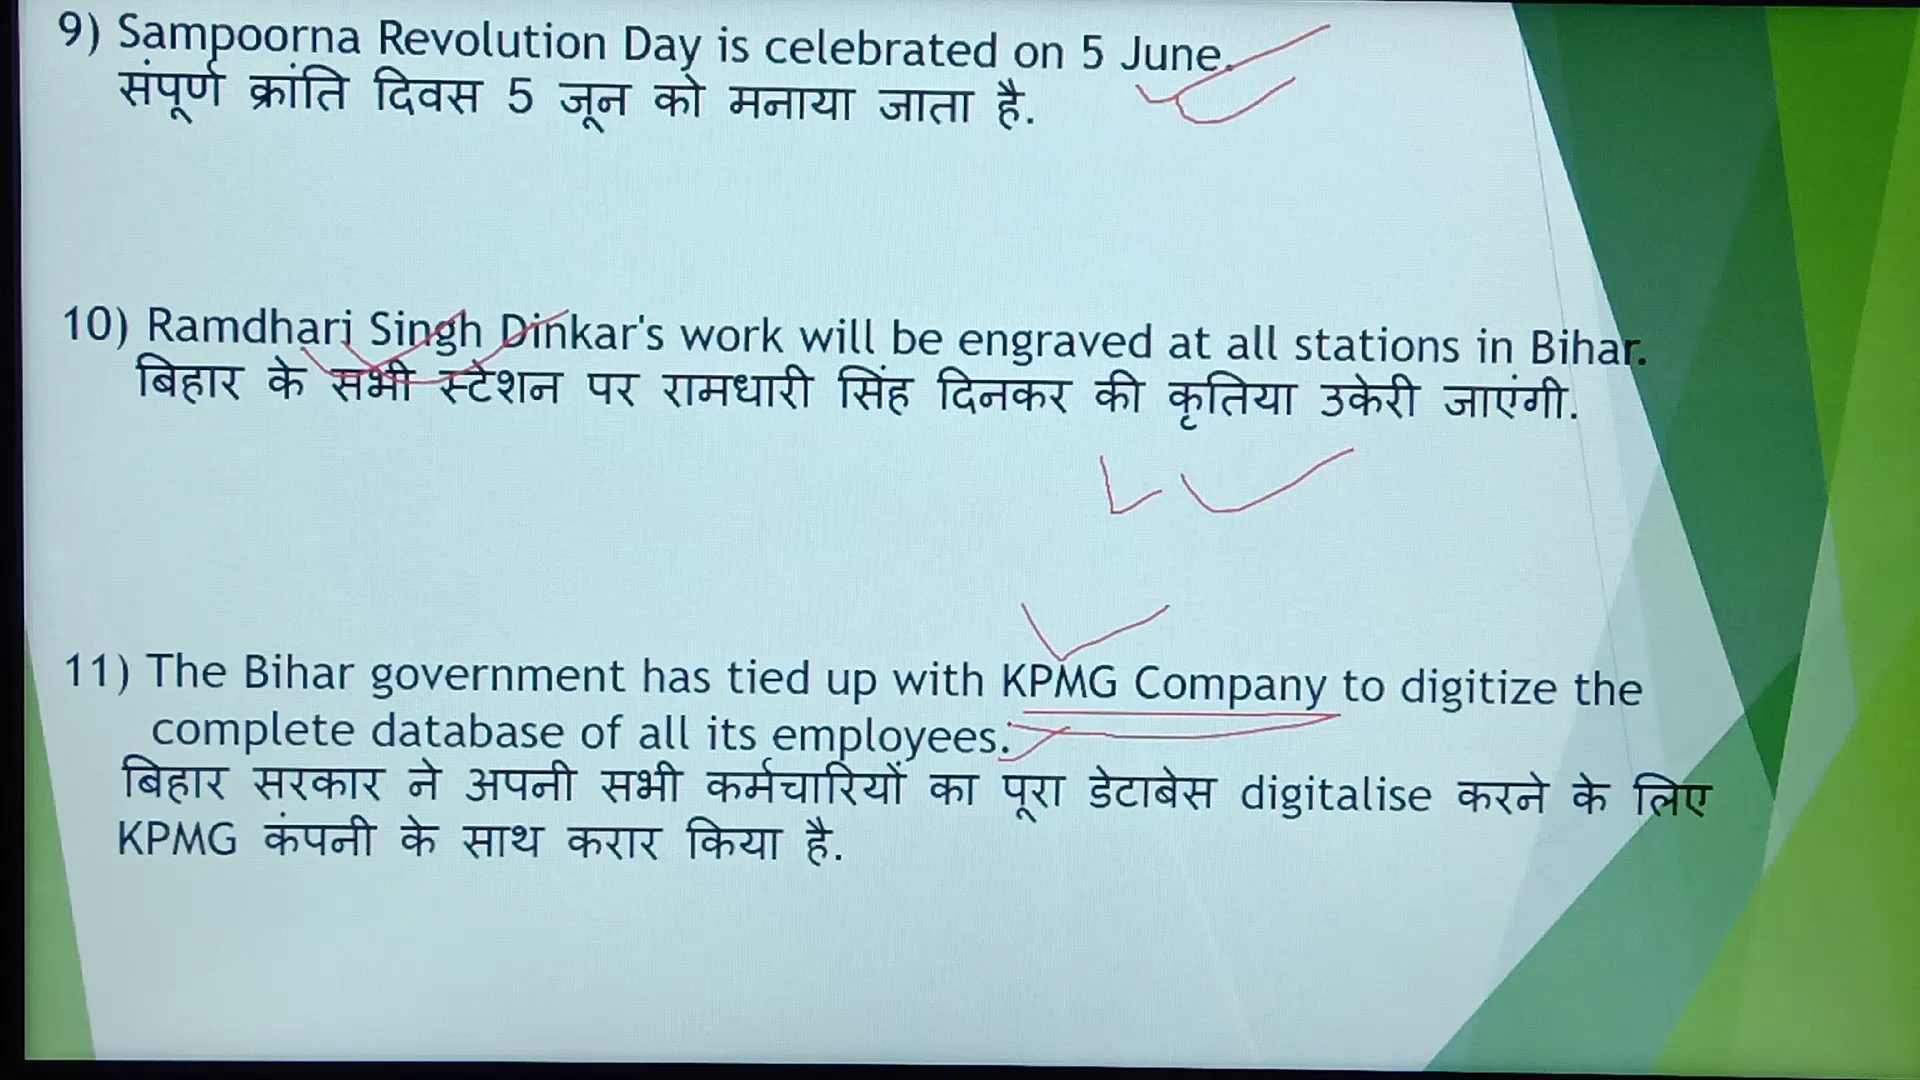 9) Sampoorna Revolution Day is celebrated on 5 June.
संपूर्ण क्रांति दिवस 5 जून को मनाया जाता है.
10) Ramdhari Singh Dinkar's work will be engraved at all stations in Bihar.
बिहार के सभी स्टेशन पर रामधारी सिंह दिनकर की कृतिया उकेरी जाएंगी.
11) The Bihar government has tied up with KPMG Company to digitize the
complete database of all its employees.
बिहार सरकार ने अपनी सभी कर्मचारियों का पूरा डेटाबेस digitalise करने के लिए
KPMG कंपनी के साथ करार किया है.